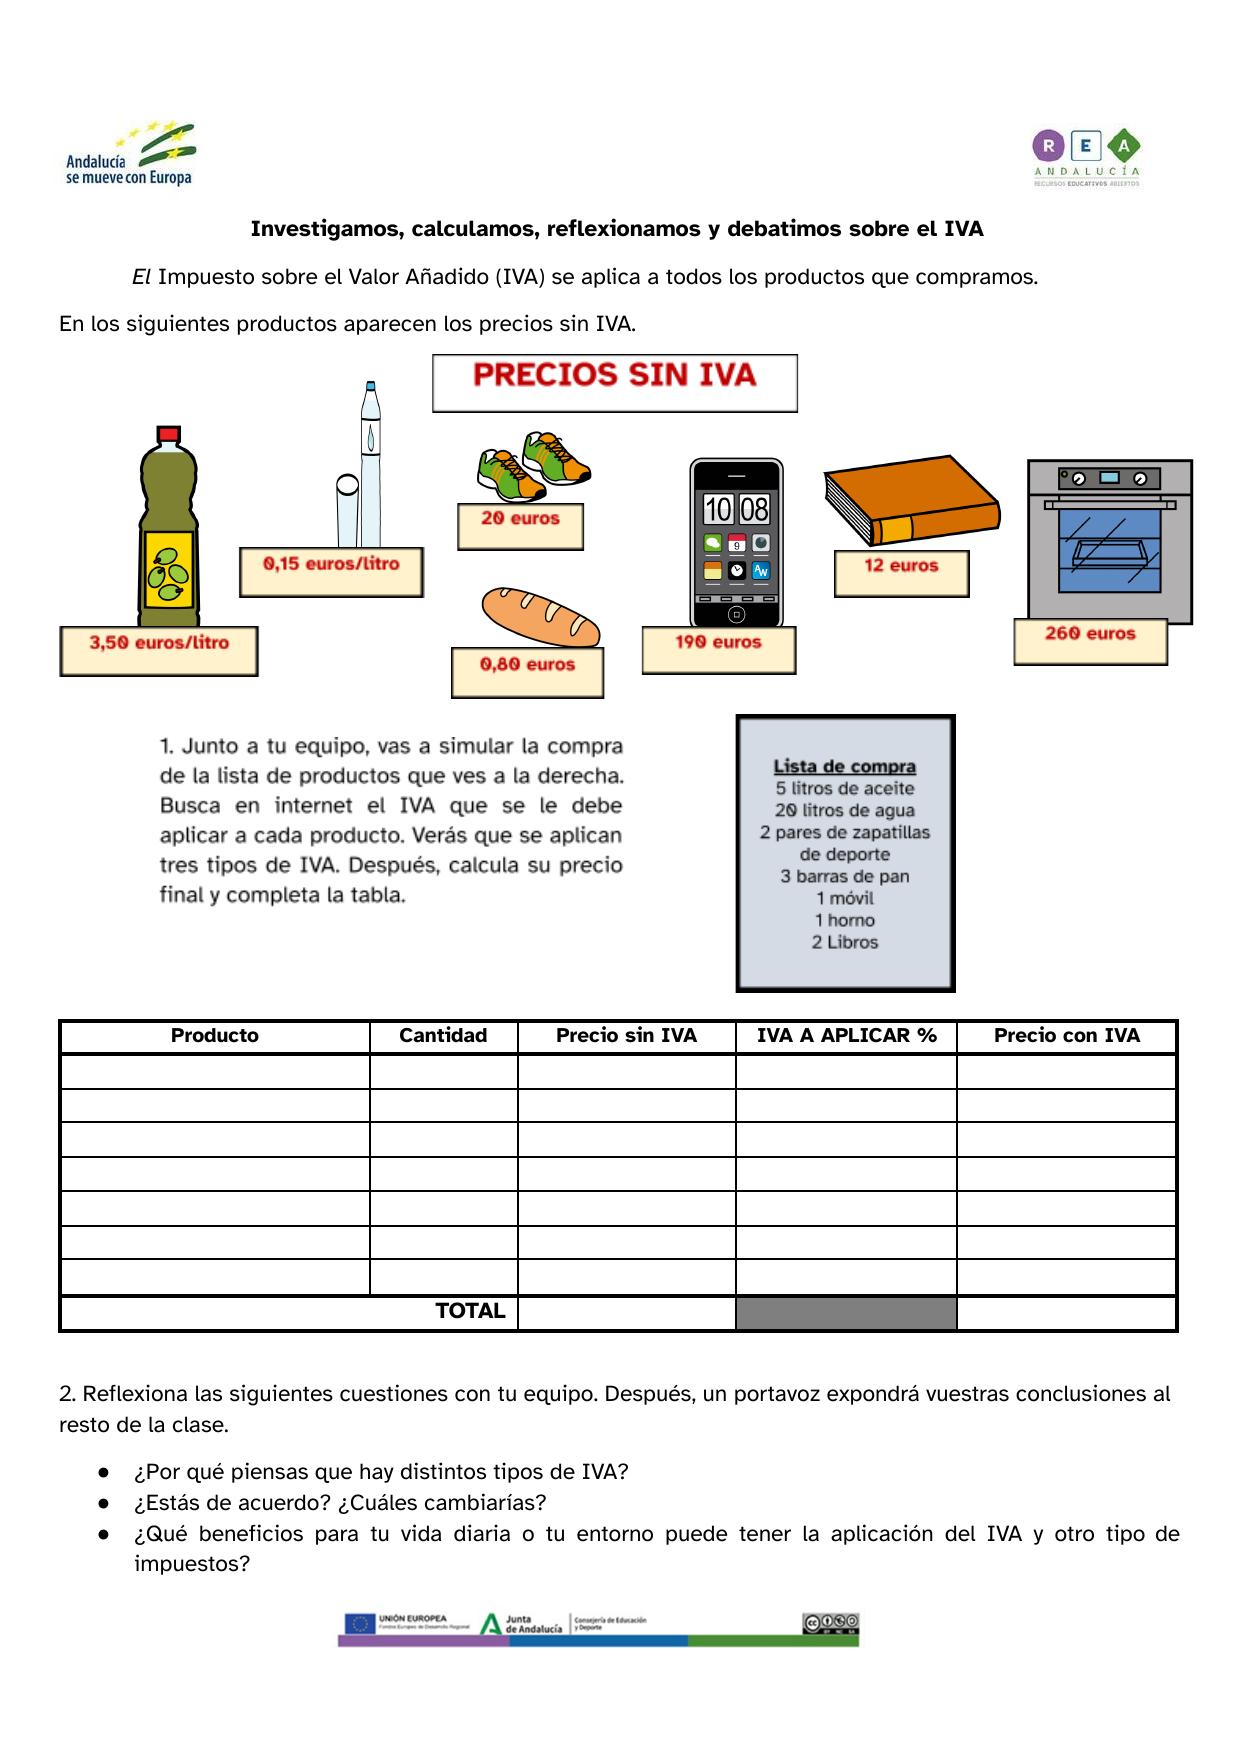 Andalucía
se mueve con Europa
R E A
ANDALUCÍA
RECURSOS EDUCATIVOS ABIERTOS
Investigamos, calculamos, reflexionamos y debatimos sobre el IVA
El Impuesto sobre el Valor Añadido (IVA) se aplica a todos los productos que compramos.
En los siguientes productos aparecen los precios sin IVA.
PRECIOS SIN IVA
10 08
9
20 euros
0,15 euros/litro
12 euros
3,50 euros/litro
0,80 euros
190 euros
260 euros
1. Junto a tu equipo, vas a simular la compra
de la lista de productos que ves a la derecha.
Busca en internet el IVA que se le debe
aplicar a cada producto. Verás que se aplican
tres tipos de IVA. Después, calcula su precio
final y completa la tabla.
Lista de compra
5 litros de aceite
20 litros de agua
2 pares de zapatillas
de deporte
3 barras de pan
1 móvil
1 horno
2 Libros
Producto Cantidad Precio sin IVA IVA A APLICAR % Precio con IVA
TOTAL
2. Reflexiona las siguientes cuestiones con tu equipo. Después, un portavoz expondrá vuestras conclusiones al
resto de la clase.
● ¿Por qué piensas que hay distintos tipos de IVA?
● ¿Estás de acuerdo? ¿Cuáles cambiarías?
● ¿Qué beneficios para tu vida diaria o tu entorno puede tener la aplicación del IVA y otro tipo de
impuestos?
UNIÓN EUROPEA
Fondo Europeo de Desarrollo Regional
Junta
de Andalucía
Consejería de Educación
y Deporte
cc
BY NC SA